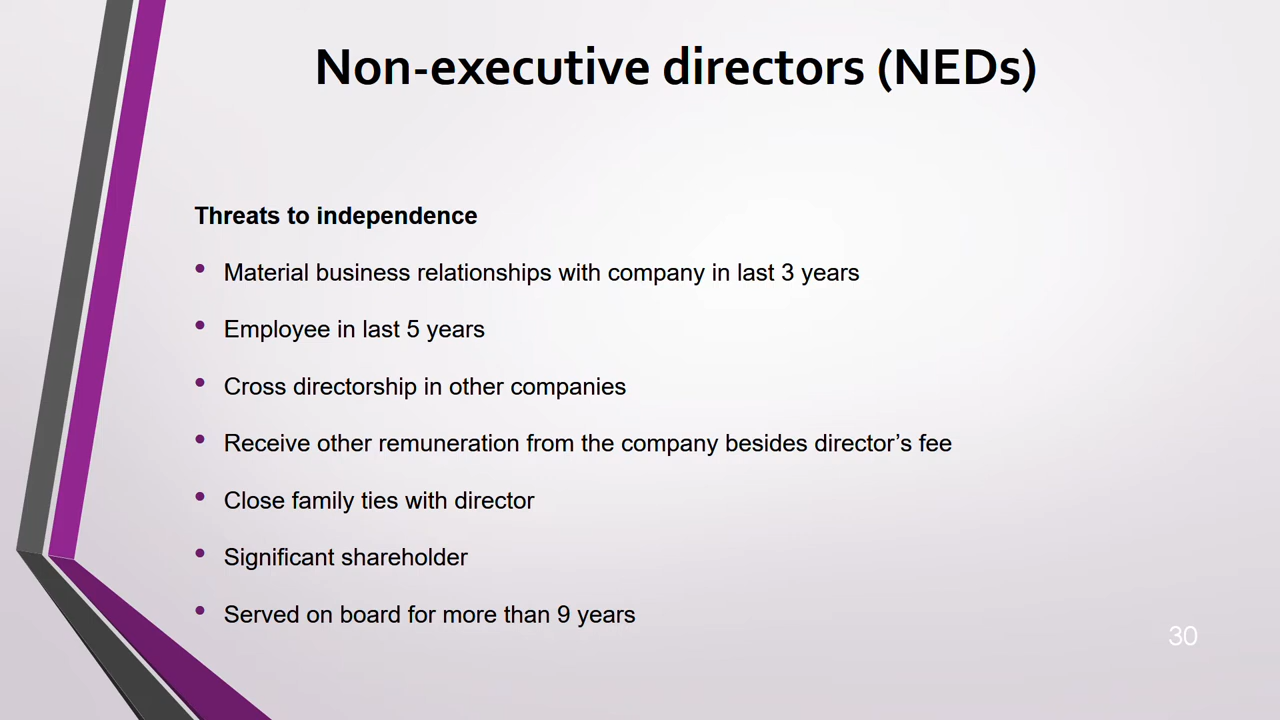 Non-executive directors (NEDs)
Threats to independence
• Material business relationships with company in last 3 years
• Employee in last 5 years
• Cross directorship in other companies
• Receive other remuneration from the company besides director’s fee
• Close family ties with director
• Significant shareholder
• Served on board for more than 9 years
30